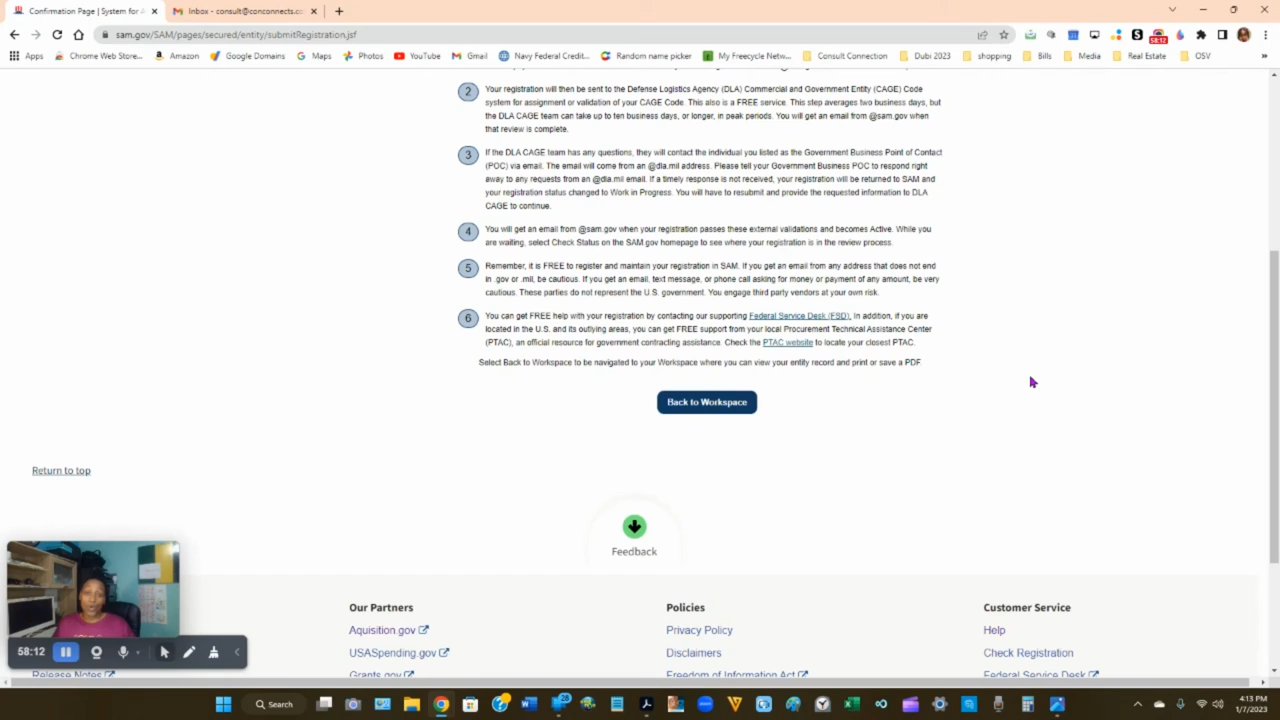 Confirmation Page | System for A
Inbox - consult@conconnects.co
sam.gov/SAM/pages/secured/entity/submitRegistration.jsf
58:12
Apps Chrome Web Store... Amazon Google Domains Maps Photos YouTube Gmail Navy Federal Credit... Random name picker My Freecycle Netw... Consult Connection Dubi 2023 shopping Bills Media Real Estate OSV
2 Your registration will then be sent to the Defense Logistics Agency (DLA) Commercial and Government Entity (CAGE) Code
system for assignment or validation of your CAGE Code. This also is a FREE service. This step averages two business days, but
the DLA CAGE team can take up to ten business days, or longer, in peak periods. You will get an email from @sam.gov when
that review is complete.
3 If the DLA CAGE team has any questions, they will contact the individual you listed as the Government Business Point of Contact
(POC) via email. The email will come from an @dla.mil address. Please tell your Government Business POC to respond right
away to any requests from an @dla.mil email. If a timely response is not received, your registration will be returned to SAM and
your registration status changed to Work in Progress. You will have to resubmit and provide the requested information to DLA
CAGE to continue.
4 You will get an email from @sam.gov when your registration passes these external validations and becomes Active. While you
are waiting, select Check Status on the SAM.gov homepage to see where your registration is in the review process.
5 Remember, it is FREE to register and maintain your registration in SAM. If you get an email from any address that does not end
in .gov or .mil, be cautious. If you get an email, text message, or phone call asking for money or payment of any amount, be very
cautious. These parties do not represent the U.S. government. You engage third party vendors at your own risk.
6 You can get FREE help with your registration by contacting our supporting Federal Service Desk (FSD). In addition, if you are
located in the U.S. and its outlying areas, you can get FREE support from your local Procurement Technical Assistance Center
(PTAC), an official resource for government contracting assistance. Check the PTAC website to locate your closest PTAC.
Select Back to Workspace to be navigated to your Workspace where you can view your entity record and print or save a PDF.
Back to Workspace
Return to top
Feedback
Our Partners Policies Customer Service
Aquisition.gov Privacy Policy Help
USASpending.gov Disclaimers Check Registration
Release Notes Grants.gov Freedom of Information Act Federal Service Desk
58:12
Search
4:13 PM
1/7/2023